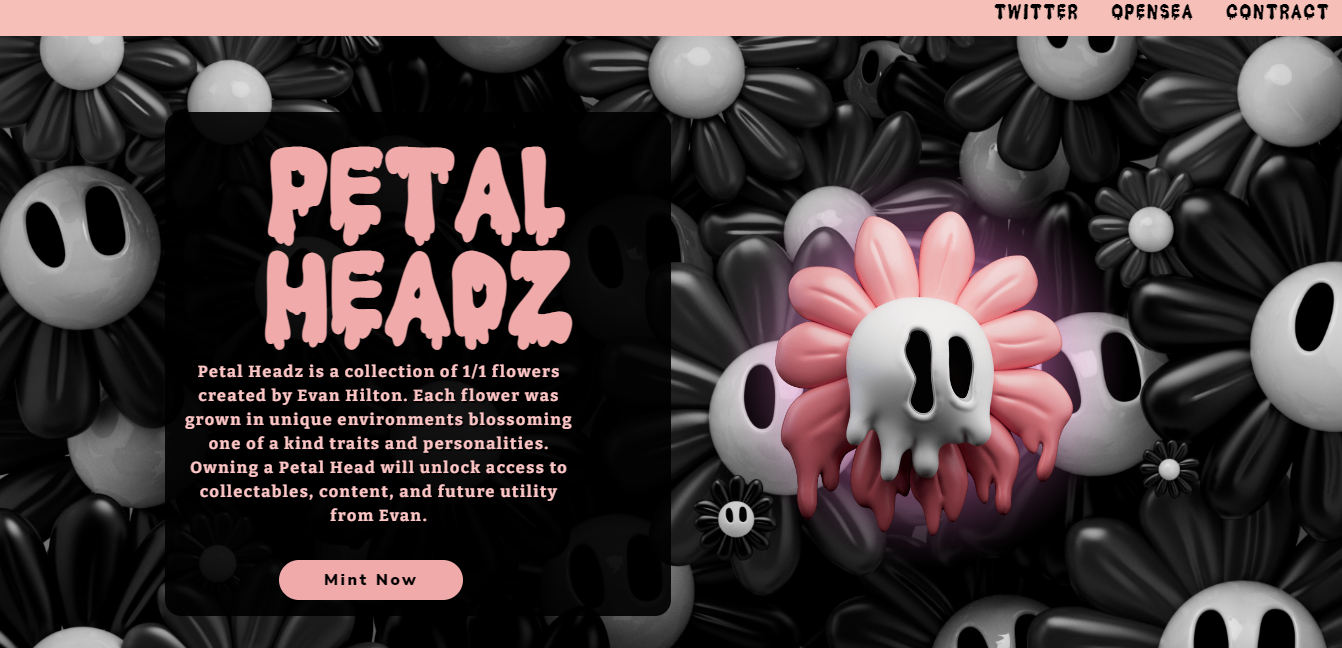 TWITTER OPENSEA CONTRACT
PETAL
HEADZ
Petal Headz is a collection of 1/1 flowers
created by Evan Hilton. Each flower was
grown in unique environments blossoming
one of a kind traits and personalities.
Owning a Petal Head will unlock access to
collectables, content, and future utility
from Evan.
Mint Now